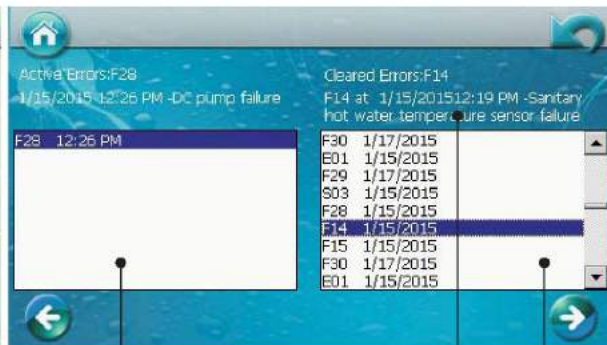 Active Errors:F28
1/15/2015 12:26 PM -DC pump failure
F28 12:26 PM
Cleared Errors:F14
F14 at 1/15/201512:19 PM -Sanitary
hot water temperature sensor failure
F30 1/17/2015
E01 1/15/2015
F29 1/17/2015
S03 1/15/2015
F28 1/15/2015
F14 1/15/2015
F15 1/15/2015
F30 1/17/2015
E01 1/15/2015